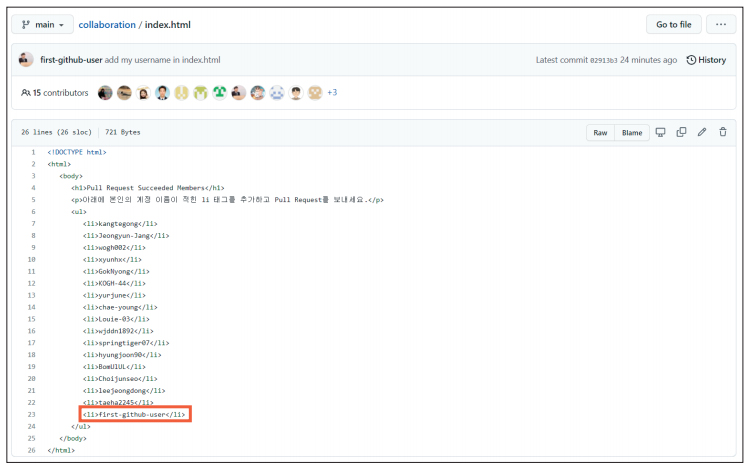 main
collaboration / index.html
Go to file
...
first-github-user add my username in index.html
Latest commit 0291363 24 minutes ago
History
15 contributors
+3
26 lines (26 sloc) 721 Bytes
Raw
Blame
1 <!DOCTYPE html>
2 <html>
3 <body>
4 <h1>Pull Request Succeeded Members</h1>
5 <p>아래에 본인의 계정 이름이 적힌 li 태그를 추가하고 Pull Request를 보내세요.</p>
6 <ul>
7 <li>kangtegong</li>
8 <li>Jeongyun-Jang</li>
9 <li>wogh002</li>
10 <li>xyunhx</li>
11 <li>GokNyong</li>
12 <li>KOGH-44</li>
13 <li>yurjune</li>
14 <li>chae-young</li>
15 <li>Louie-03</li>
16 <li>wjddn1892</li>
17 <li>springtiger07</li>
18 <li>hyungjoon90</li>
19 <li>BomUlUL</li>
20 <li>Choijunseo</li>
21 <li>leejeongdong</li>
22 <li>taeha2245</li>
23 <li>first-github-user</li>
24 </ul>
25 </body>
26 </html>